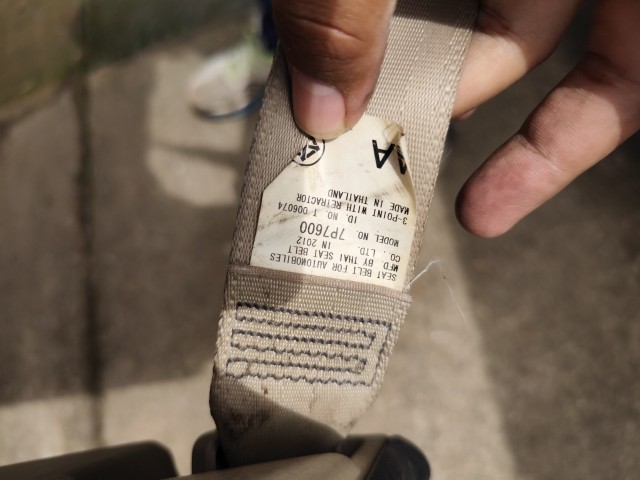 SEAT BELT FOR AUTOMOBILES
MFD. BY THAI SEAT BELT
CO. LTD. IN 2012
MODEL NO. 7P7600
ID. NO. T 006074
3-POINT WITH RETRACTOR
MADE IN THAILAND